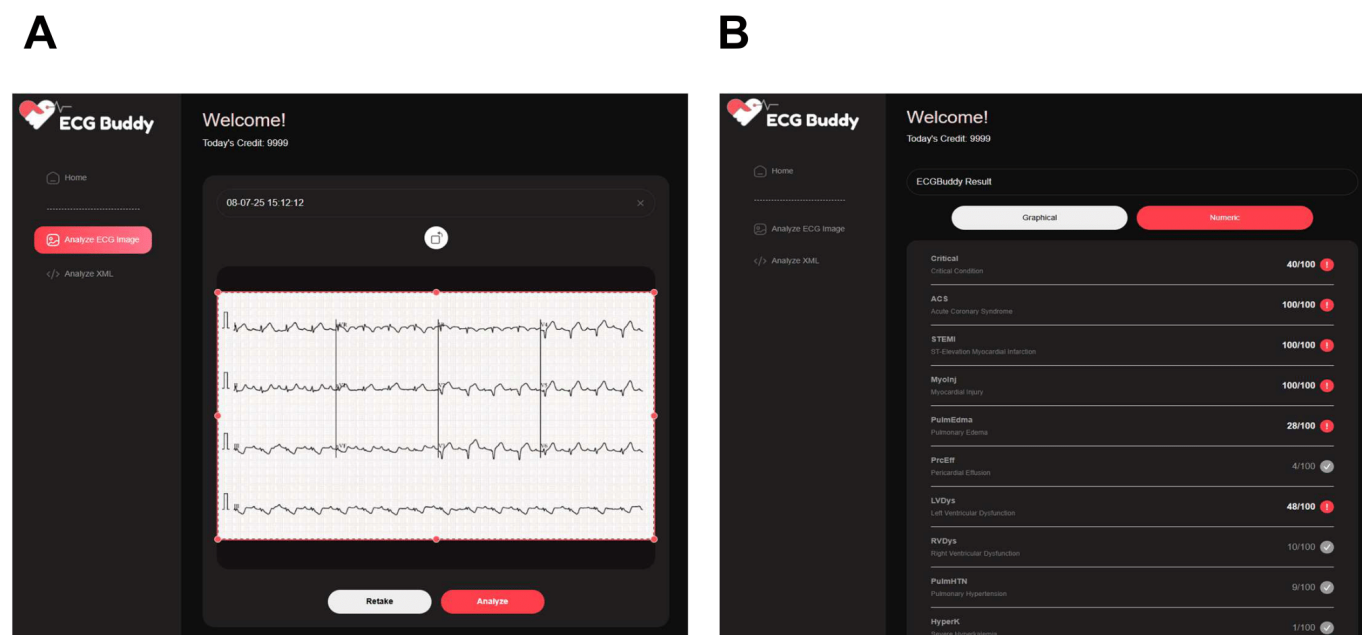 A
B
ECG Buddy
Welcome!
Today's Credit: 9999
Home
Analyze ECG Image
</> Analyze XML
08-07-25 15:12:12
Retake
Analyze
ECG Buddy
Welcome!
Today's Credit: 9999
Home
Analyze ECG Image
</> Analyze XML
ECGBuddy Result
Graphical
Numeric
Critical
Critical Condition
40/100
ACS
Acute Coronary Syndrome
100/100
STEMI
ST-Elevation Myocardial Infarction
100/100
MyoInj
Myocardial Injury
100/100
PulmEdma
Pulmonary Edema
28/100
PrcEff
Pericardial Effusion
4/100
LVDys
Left Ventricular Dysfunction
48/100
RVDys
Right Ventricular Dysfunction
10/100
PulmHTN
Pulmonary Hypertension
9/100
HyperK
1/100